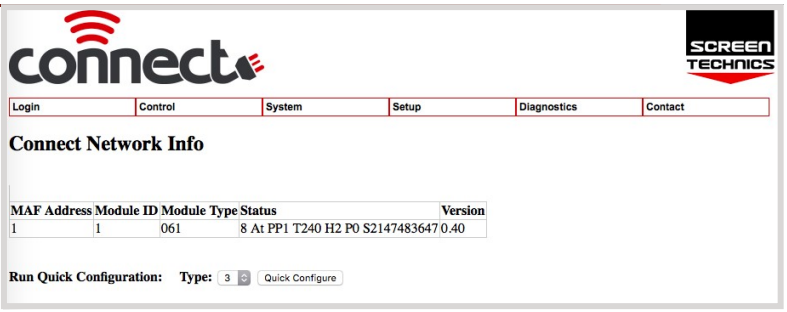 connect
SCREEN
TECHNICS
Login Control System Setup Diagnostics Contact
Connect Network Info
MAF Address Module ID Module Type Status Version
1 1 061 8 At PP1 T240 H2 P0 S2147483647 0.40
Run Quick Configuration: Type: 3 Quick Configure